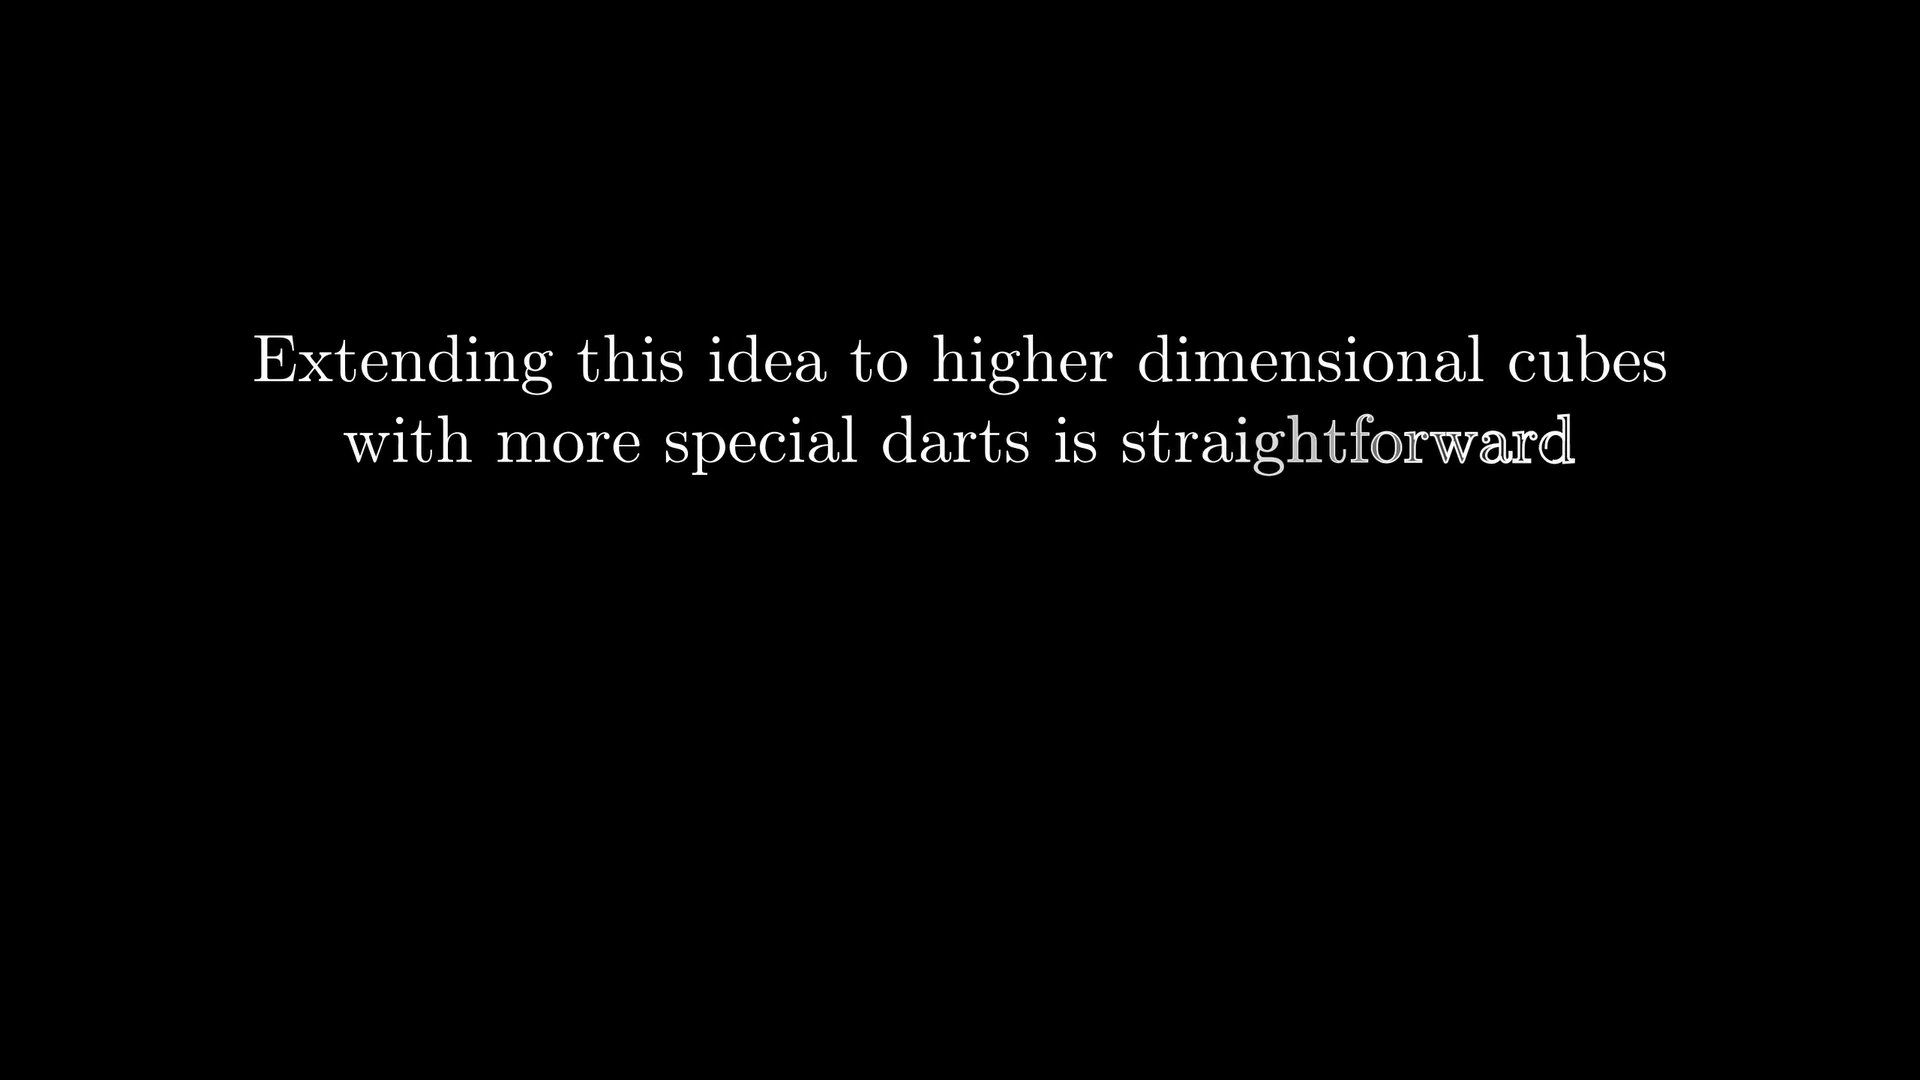 Extending this idea to higher dimensional cubes
with more special darts is straightforward